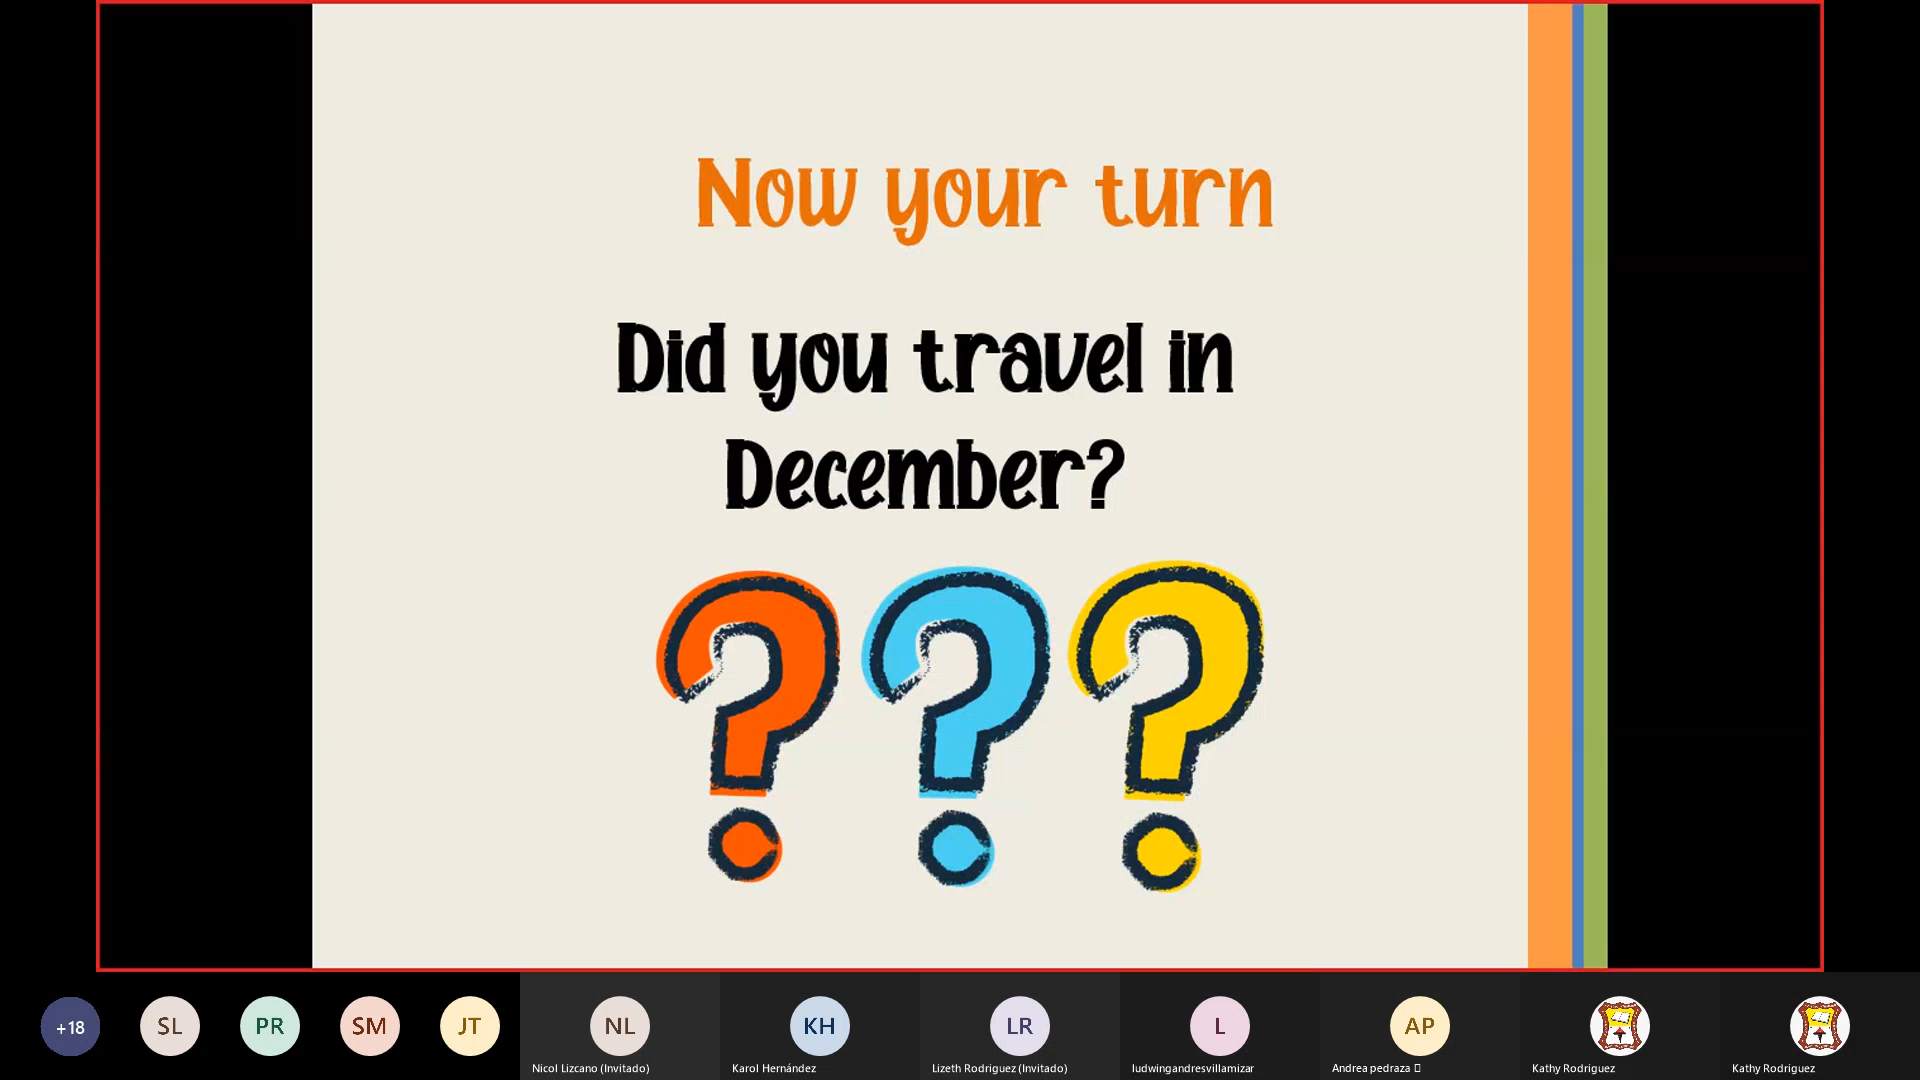 Now your turn
Did you travel in
December?
+18
SL
PR
SM
JT
NL
KH
LR
L
AP
Nicol Lizcano (Invitado)
Karol Hernández
Lizeth Rodriguez (Invitado)
ludwingandresvillamizar
Andrea pedraza
Kathy Rodriguez
Kathy Rodriguez